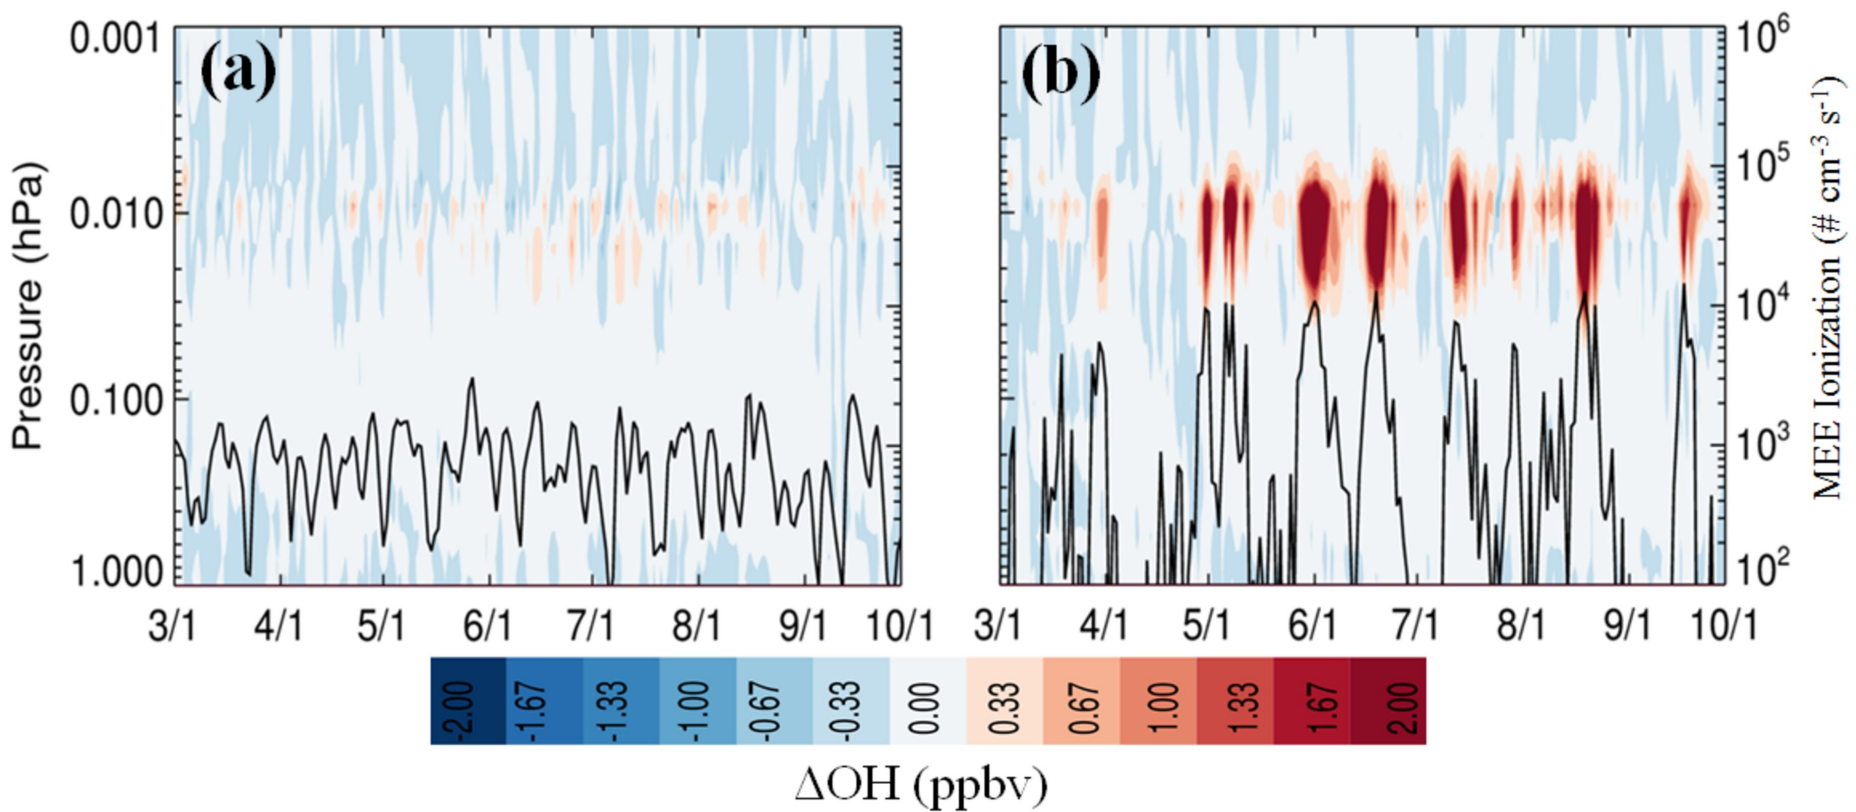 (a)
(b)
Pressure (hPa)
0.001
0.010
0.100
1.000
10⁶
10⁵
10⁴
10³
10²
MEE Ionization (# cm⁻³ s⁻¹)
3/1 4/1 5/1 6/1 7/1 8/1 9/1 10/1
3/1 4/1 5/1 6/1 7/1 8/1 9/1 10/1
-2.00 -1.67 -1.33 -1.00 -0.67 -0.33 0.00 0.33 0.67 1.00 1.33 1.67 2.00
ΔOH (ppbv)